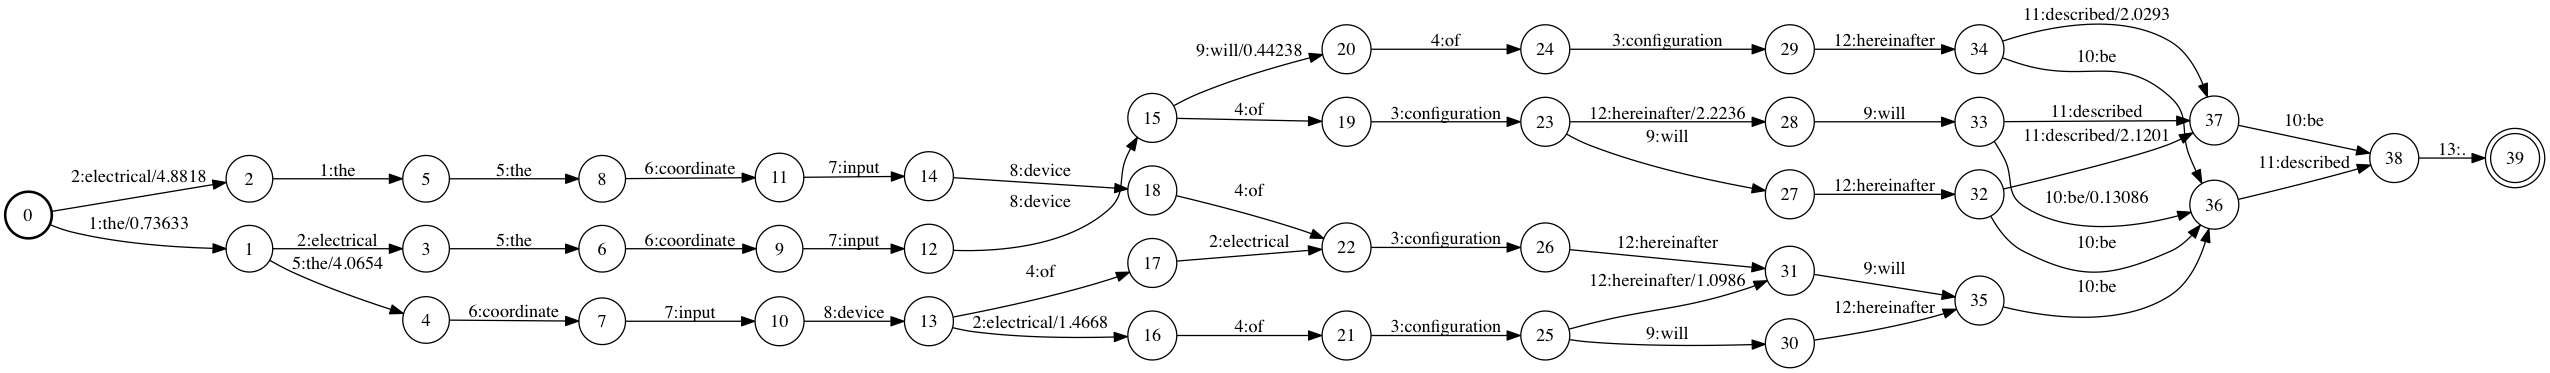 11:described/2.0293
9:will/0.44238
20
4:of
24
3:configuration
29
12:hereinafter
34
10:be
15
4:of
19
3:configuration
23
12:hereinafter/2.2236
28
9:will
33
11:described
37
10:be
9:will
11:described/2.1201
2:electrical/4.8818
2
1:the
5
5:the
8
6:coordinate
11
7:input
14
8:device
18
4:of
27
12:hereinafter
32
10:be/0.13086
36
11:described
38
13:.
39
0
1:the/0.73633
1
2:electrical
3
5:the
6
6:coordinate
9
7:input
12
8:device
5:the/4.0654
4:of
17
2:electrical
22
3:configuration
26
12:hereinafter
31
9:will
10:be
12:hereinafter/1.0986
4
6:coordinate
7
7:input
10
8:device
13
2:electrical/1.4668
16
4:of
21
3:configuration
25
9:will
30
12:hereinafter
35
10:be